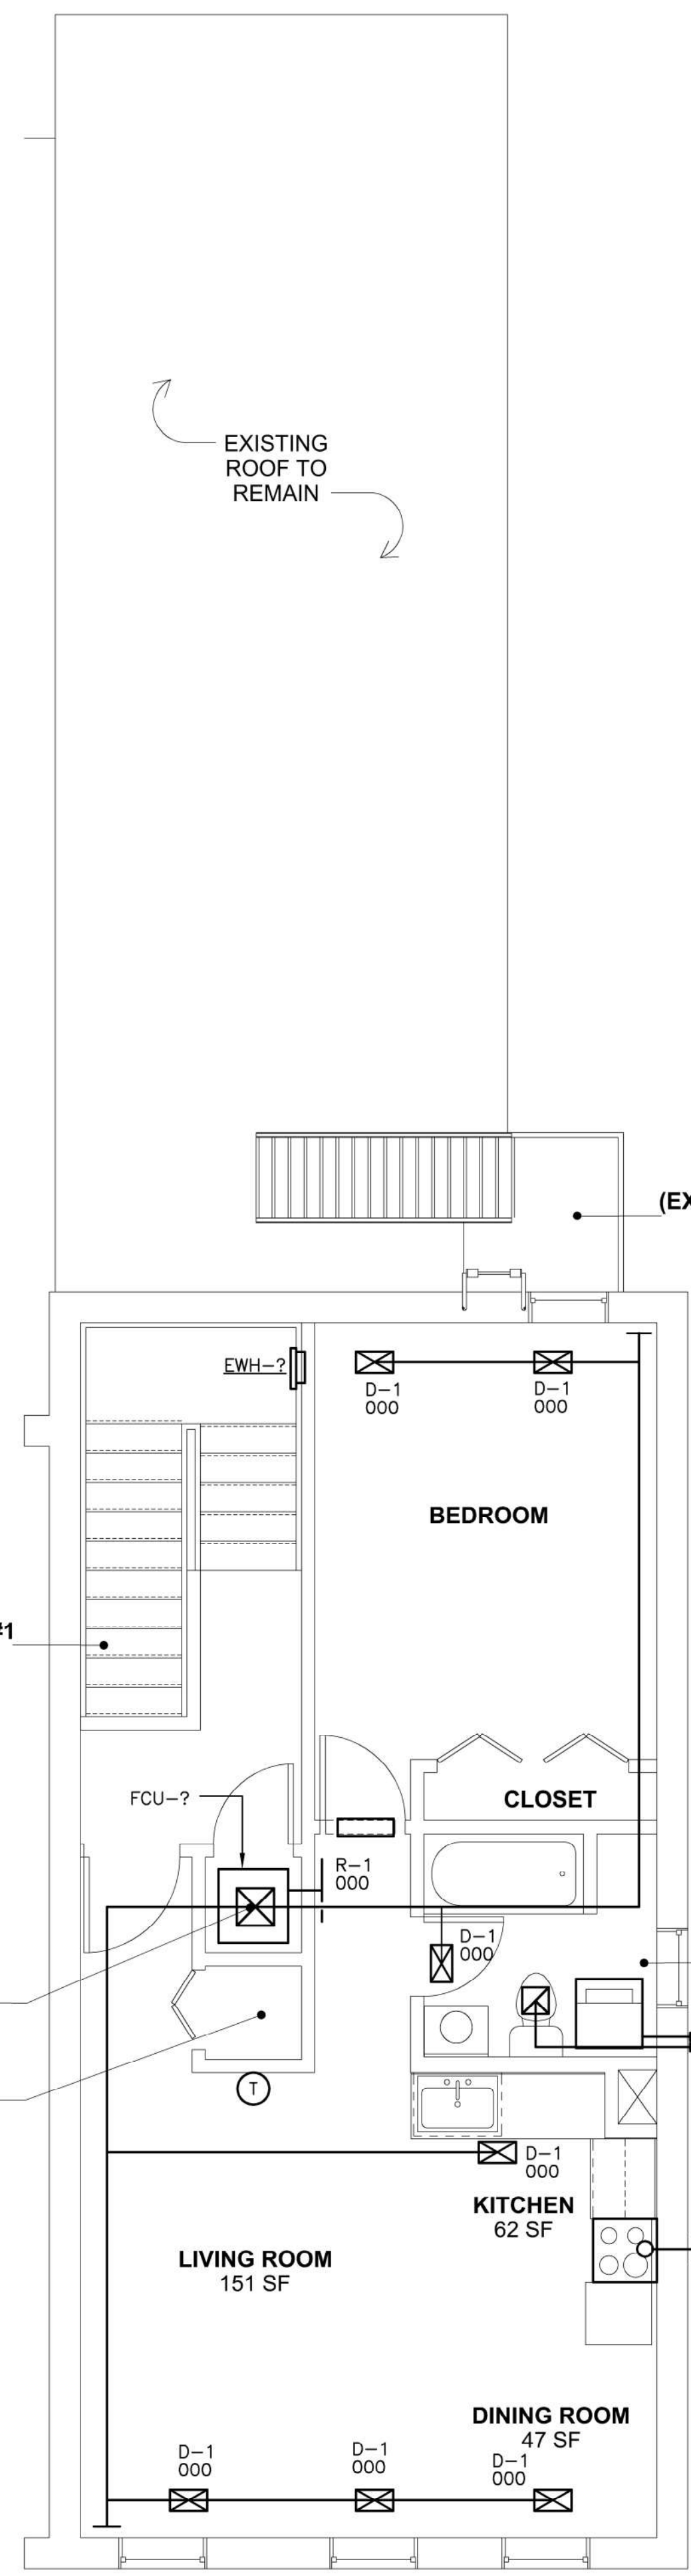 EXISTING
ROOF TO
REMAIN
(EX
EWH-?
D-1
000
D-1
000
BEDROOM
#1
CLOSET
FCU-?
R-1
000
D-1
000
T
D-1
000
KITCHEN
62 SF
LIVING ROOM
151 SF
DINING ROOM
47 SF
D-1
000
D-1
000
D-1
000